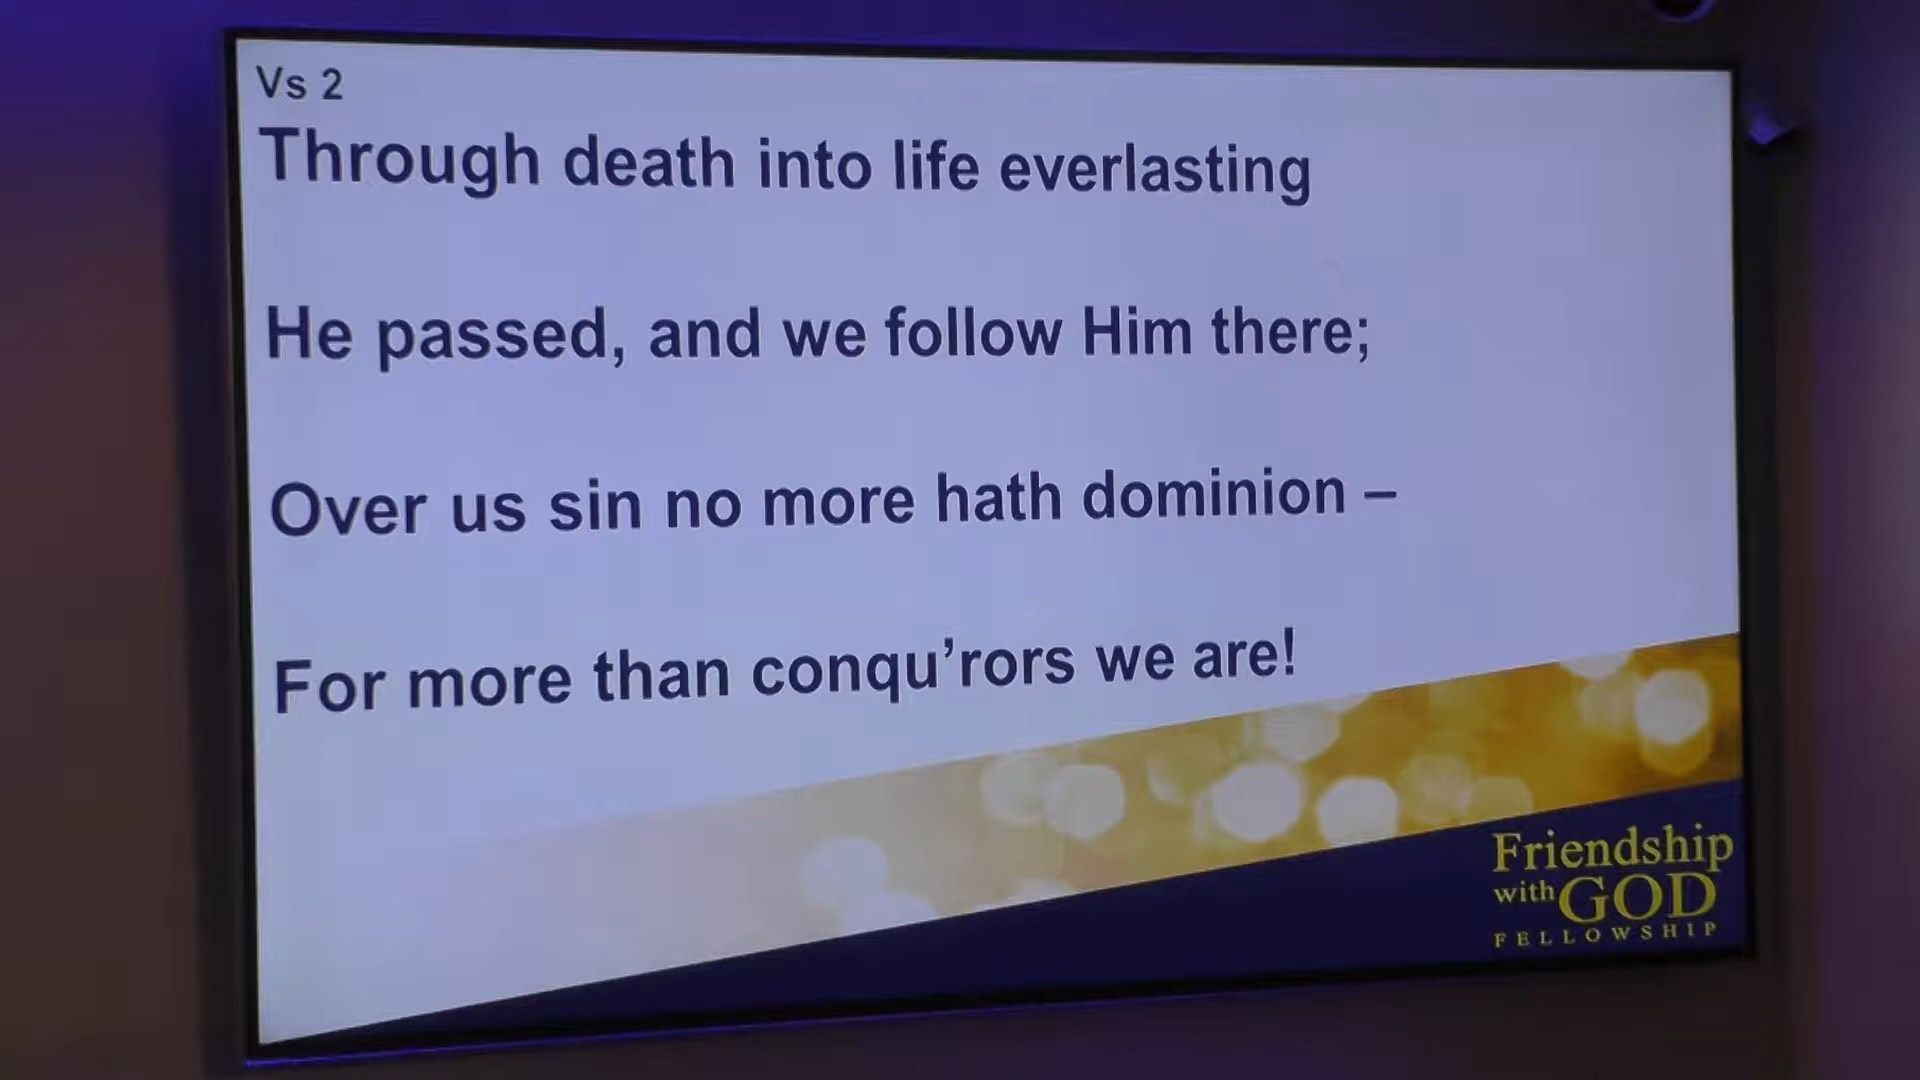 Vs 2
Through death into life everlasting
He passed, and we follow Him there;
Over us sin no more hath dominion –
For more than conqu’rors we are!
Friendship
with GOD
FELLOWSHIP